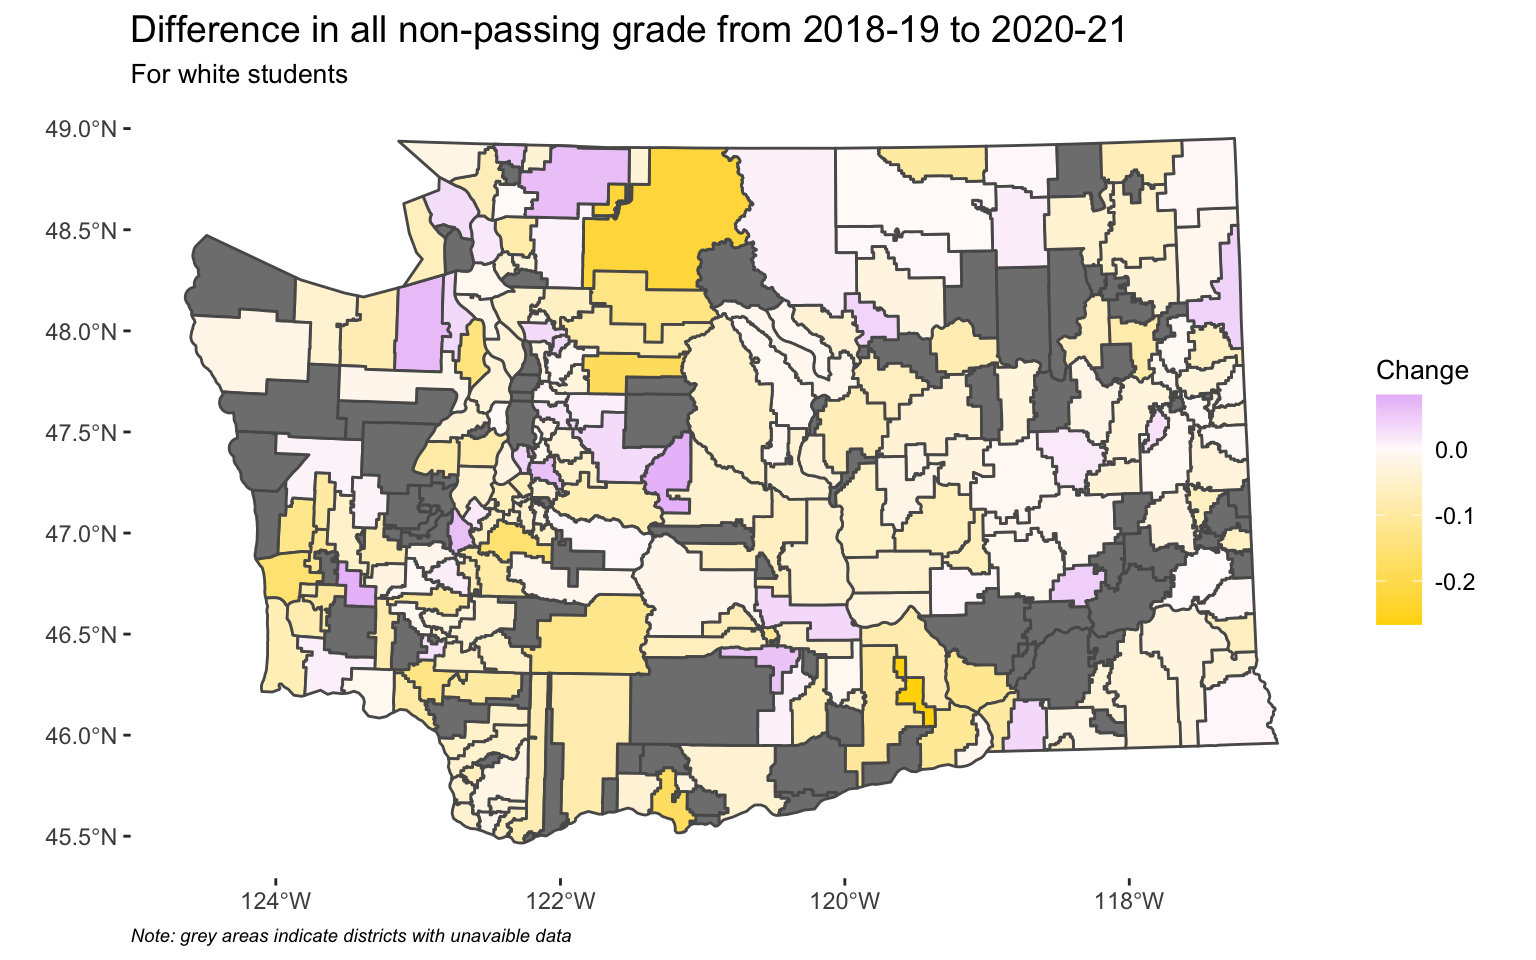 Difference in all non-passing grade from 2018-19 to 2020-21
For white students
49.0°N
48.5°N
48.0°N
47.5°N
47.0°N
46.5°N
46.0°N
45.5°N
124°W
122°W
120°W
118°W
Change
0.0
-0.1
-0.2
Note: grey areas indicate districts with unavaible data